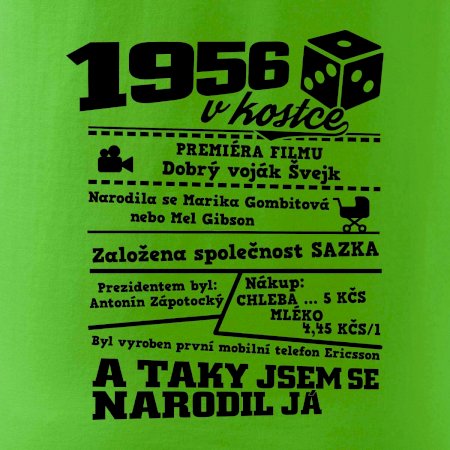 1956
v kostce
PREMIÉRA FILMU
Dobrý voják Švejk
Narodila se Marika Gombitová
nebo Mel Gibson
Založena společnost SAZKA
Prezidentem byl:
Antonín Zápotocký
Nákup:
CHLEBA ... 5 KČS
MLÉKO
4,45 KČS/l
Byl vyroben první mobilní telefon Ericsson
A TAKY JSEM SE
NARODIL JÁ